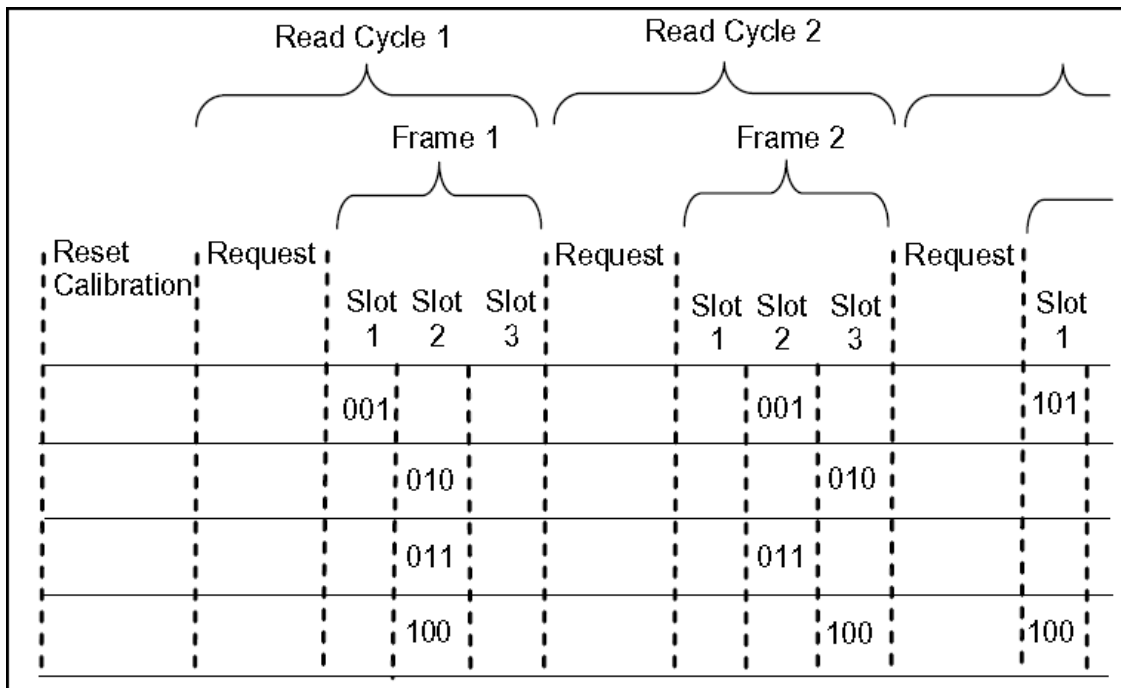 Read Cycle 1
Read Cycle 2
Frame 1
Frame 2
Reset
Calibration
Request
Request
Request
Slot 1
Slot 2
Slot 3
Slot 1
Slot 2
Slot 3
Slot 1
001
001
101
010
010
011
011
100
100
100